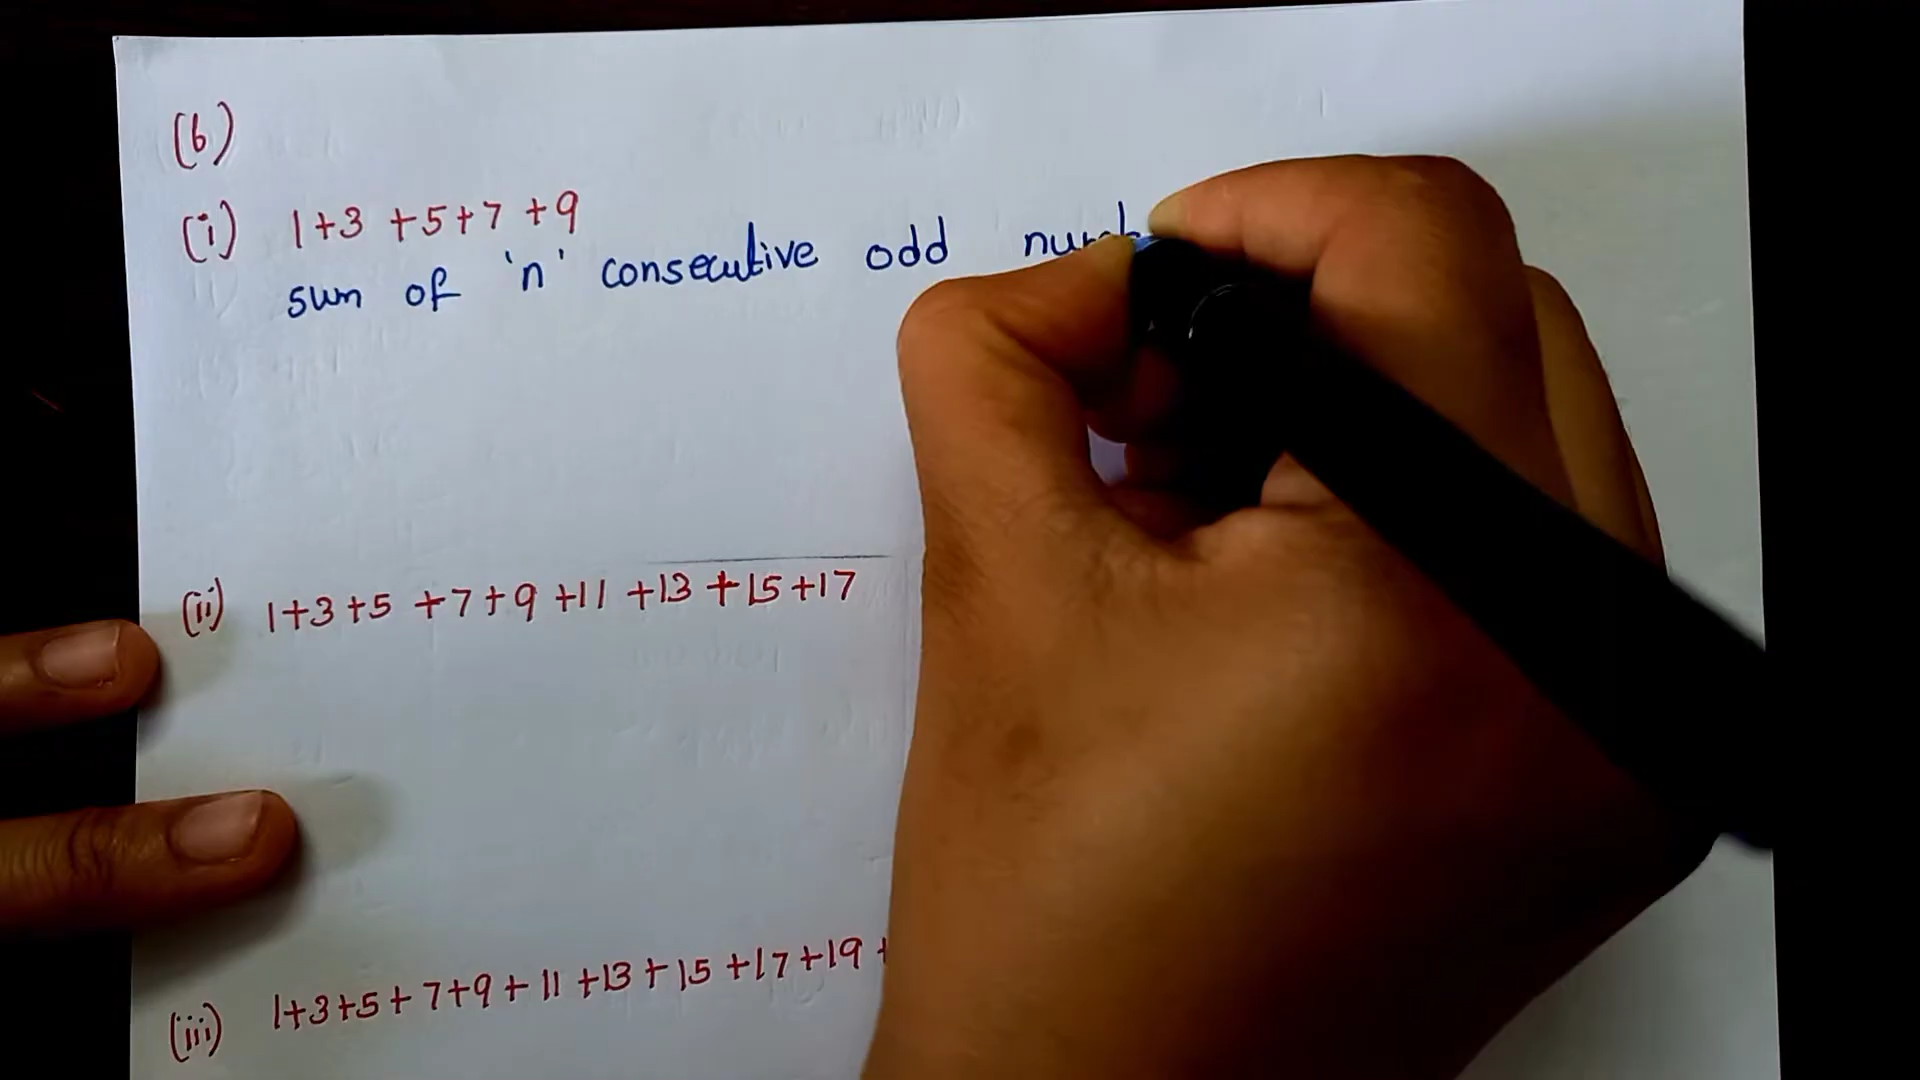 (6)
(i) 1+3 +5+7 +9
sum of 'n' consecutive odd
(ii) 1+3+5 +7+9 +11 +13 +15+17
(iii) 1+3+5+7+9+11+13+15+17+19+